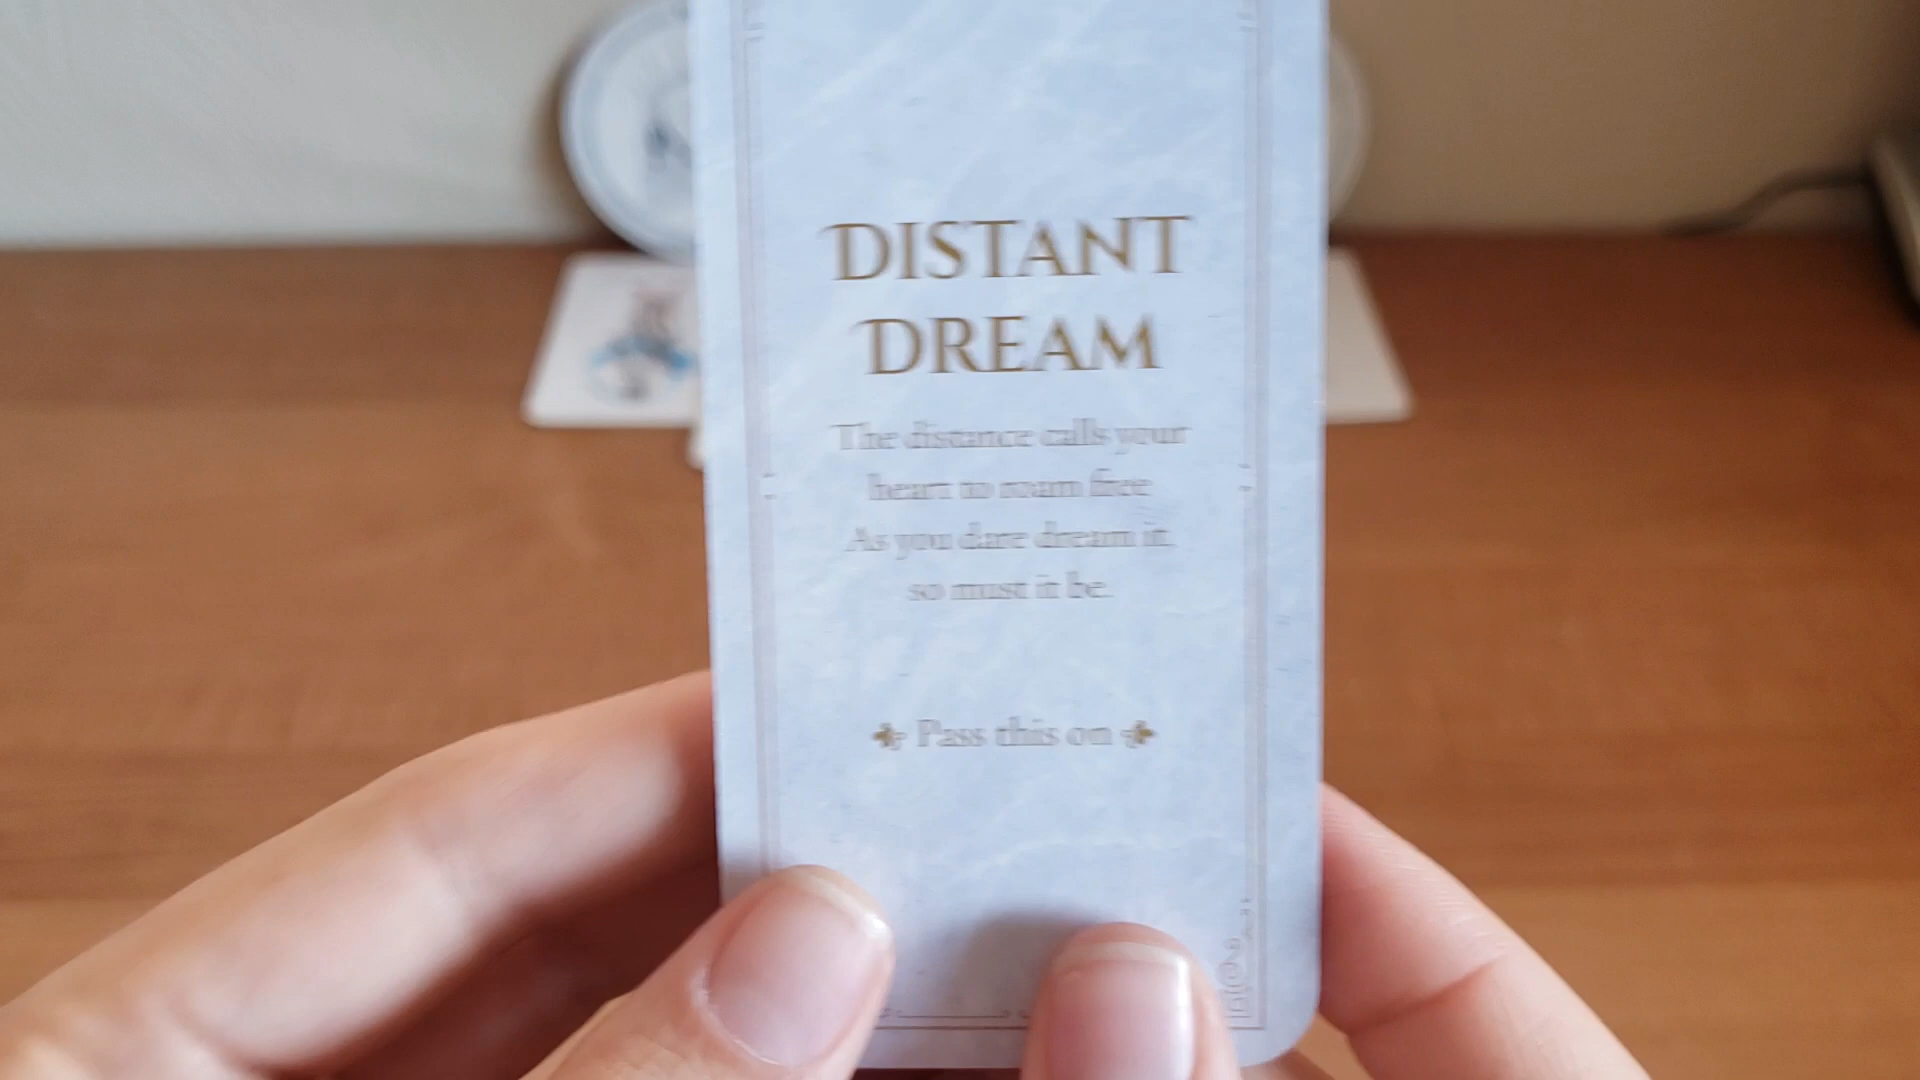 DISTANT
DREAM
The distance calls your
heart to roam free
As you dare dream it,
so must it be.
Pass this on